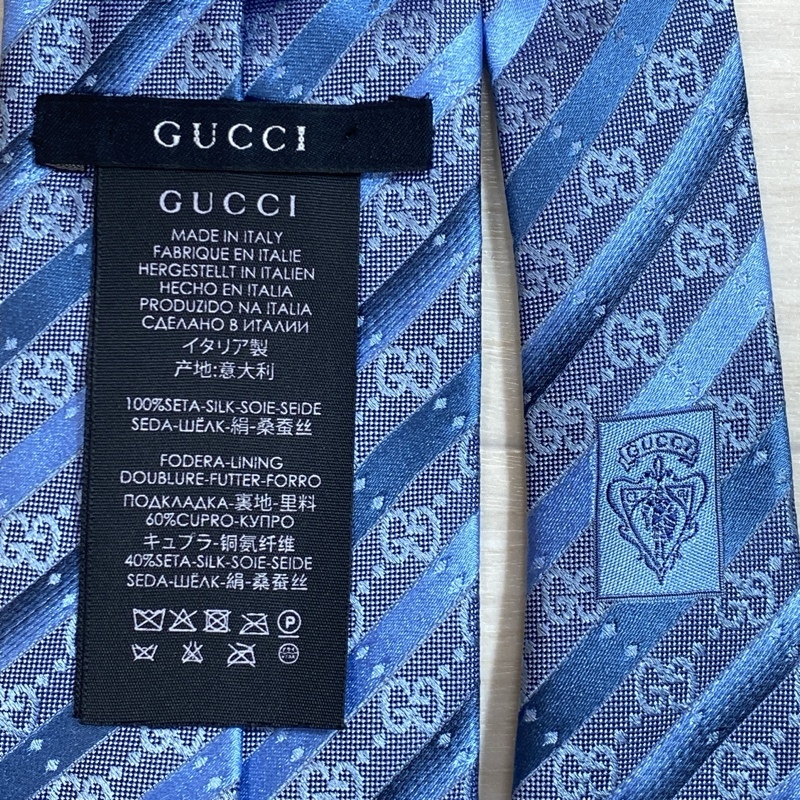 GUCCI
GUCCI
MADE IN ITALY
FABRIQUE EN ITALIE
HERGESTELLT IN ITALIEN
HECHO EN ITALIA
PRODUZIDO NA ITALIA
СДЕЛАНО В ИТАЛИИ
イタリア製
产地:意大利
100%SETA-SILK-SOIE-SEIDE
SEDA-ШЁЛК-絹-桑蚕丝
FODERA-LINING
DOUBLURE-FUTTER-FORRO
ПОДКЛАДКА-裏地-里料
60%CUPRO-КУПРО
キュプラ-铜氨纤维
40%SETA-SILK-SOIE-SEIDE
SEDA-ШЁЛК-絹-桑蚕丝
P
GUCCI